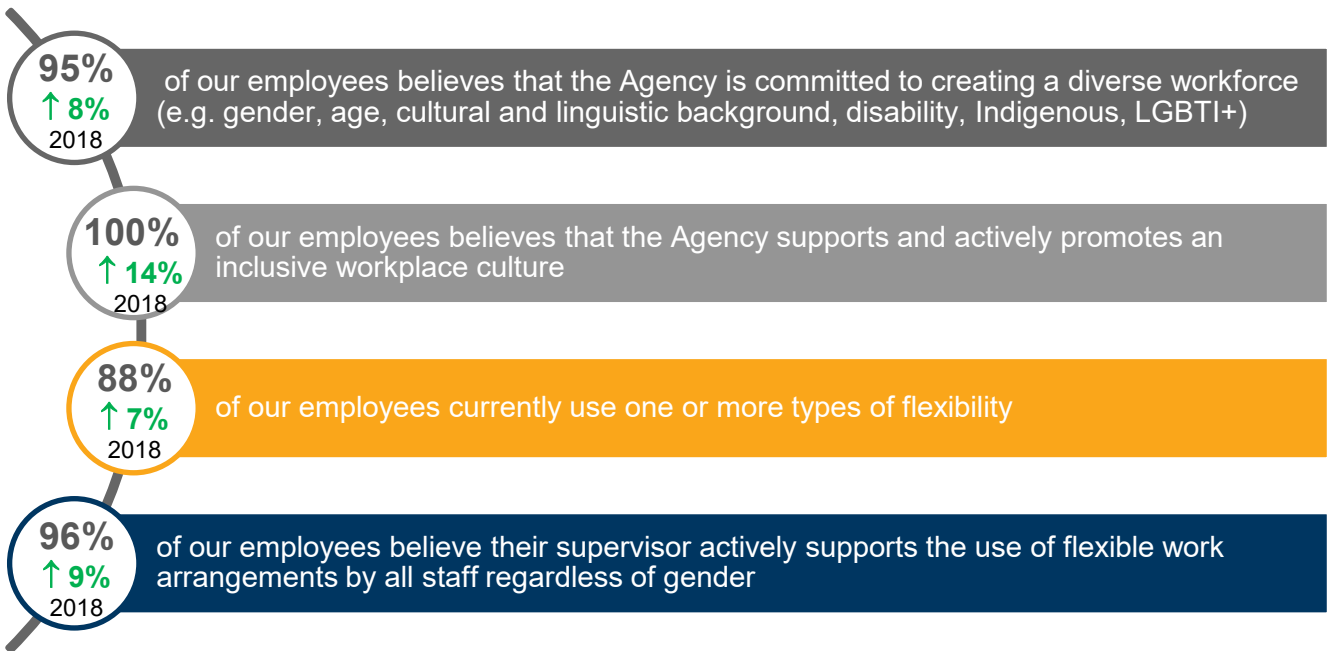 95%
↑ 8%
2018
of our employees believes that the Agency is committed to creating a diverse workforce
(e.g. gender, age, cultural and linguistic background, disability, Indigenous, LGBTI+)
100%
↑ 14%
2018
of our employees believes that the Agency supports and actively promotes an
inclusive workplace culture
88%
↑ 7%
2018
of our employees currently use one or more types of flexibility
96%
↑ 9%
2018
of our employees believe their supervisor actively supports the use of flexible work
arrangements by all staff regardless of gender